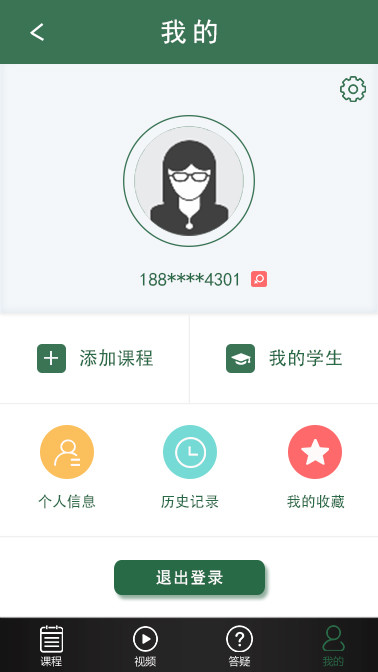 我的
188****4301
添加课程
我的学生
个人信息
历史记录
我的收藏
退出登录
课程
视频
答疑
我的